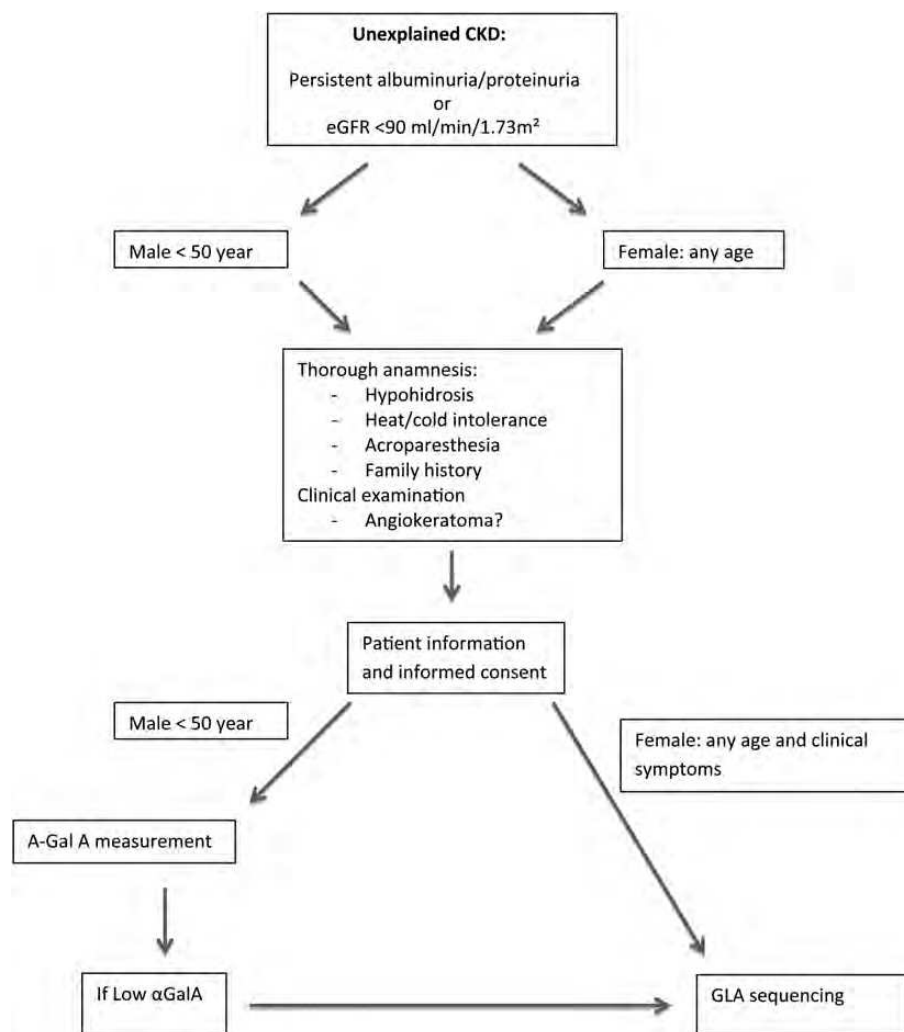 Unexplained CKD:
Persistent albuminuria/proteinuria
or
eGFR <90 ml/min/1.73m²
Male < 50 year
Female: any age
Thorough anamnesis:
- Hypohidrosis
- Heat/cold intolerance
- Acroparesthesia
- Family history
Clinical examination
- Angiokeratoma?
Patient information
and informed consent
Male < 50 year
Female: any age and clinical
symptoms
A-Gal A measurement
If Low αGalA
GLA sequencing